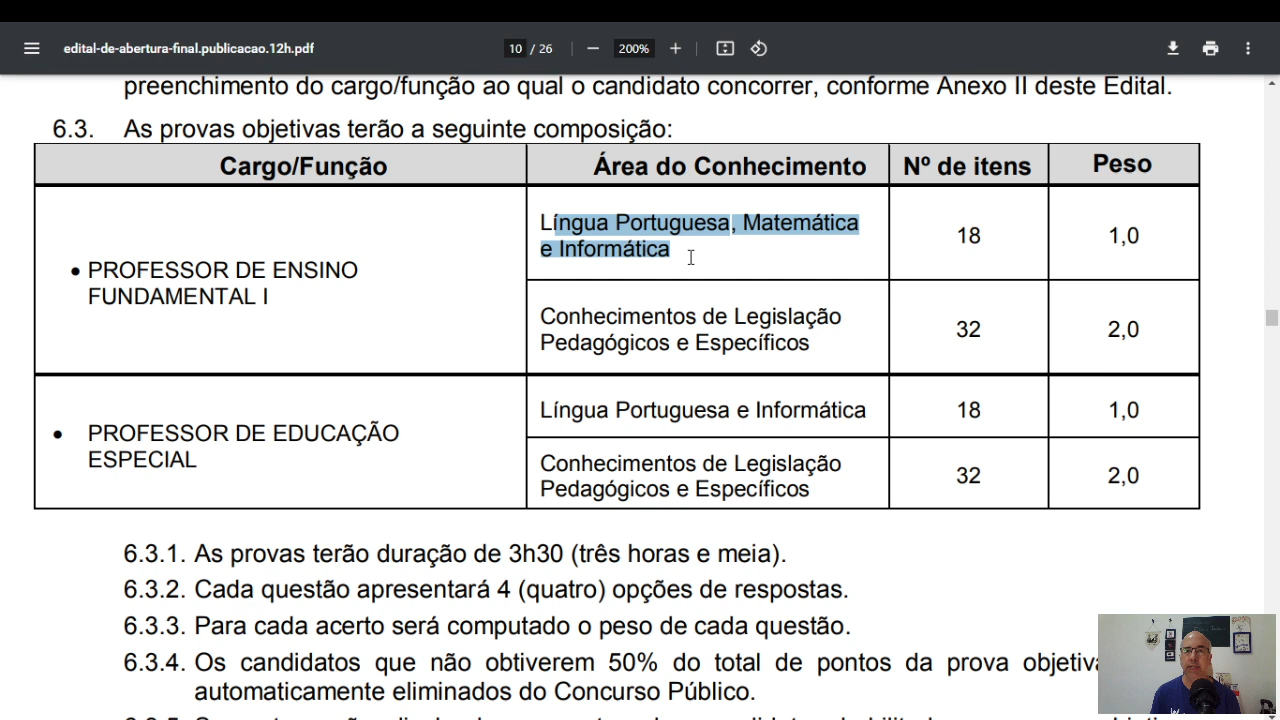 edital-de-abertura-final.publicacao.12h.pdf
10 / 26
200%
preenchimento do cargo/função ao qual o candidato concorrer, conforme Anexo II deste Edital.
6.3. As provas objetivas terão a seguinte composição:
Cargo/Função Área do Conhecimento Nº de itens Peso
• PROFESSOR DE ENSINO
FUNDAMENTAL I
Língua Portuguesa, Matemática
e Informática
18 1,0
Conhecimentos de Legislação
Pedagógicos e Específicos
32 2,0
• PROFESSOR DE EDUCAÇÃO
ESPECIAL
Língua Portuguesa e Informática 18 1,0
Conhecimentos de Legislação
Pedagógicos e Específicos
32 2,0
6.3.1. As provas terão duração de 3h30 (três horas e meia).
6.3.2. Cada questão apresentará 4 (quatro) opções de respostas.
6.3.3. Para cada acerto será computado o peso de cada questão.
6.3.4. Os candidatos que não obtiverem 50% do total de pontos da prova
automaticamente eliminados do Concurso Público.